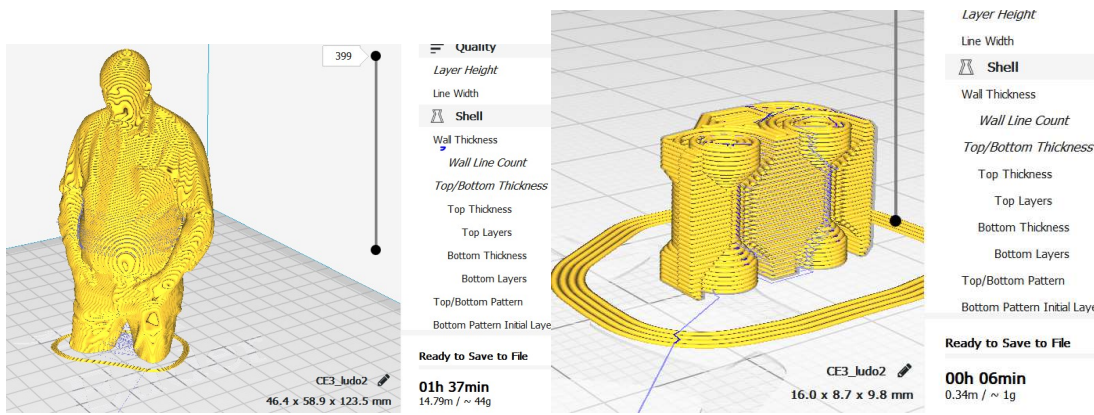 399
Quality
Layer Height
Line Width
Shell
Wall Thickness
Wall Line Count
Top/Bottom Thickness
Top Thickness
Top Layers
Bottom Thickness
Bottom Layers
Top/Bottom Pattern
Bottom Pattern Initial Laye
Ready to Save to File
CE3_ludo2
46.4 x 58.9 x 123.5 mm
01h 37min
14.79m / ~ 44g
Layer Height
Line Width
Shell
Wall Thickness
Wall Line Count
Top/Bottom Thickness
Top Thickness
Top Layers
Bottom Thickness
Bottom Layers
Top/Bottom Pattern
Bottom Pattern Initial Laye
Ready to Save to File
CE3_ludo2
16.0 x 8.7 x 9.8 mm
00h 06min
0.34m / ~ 1g